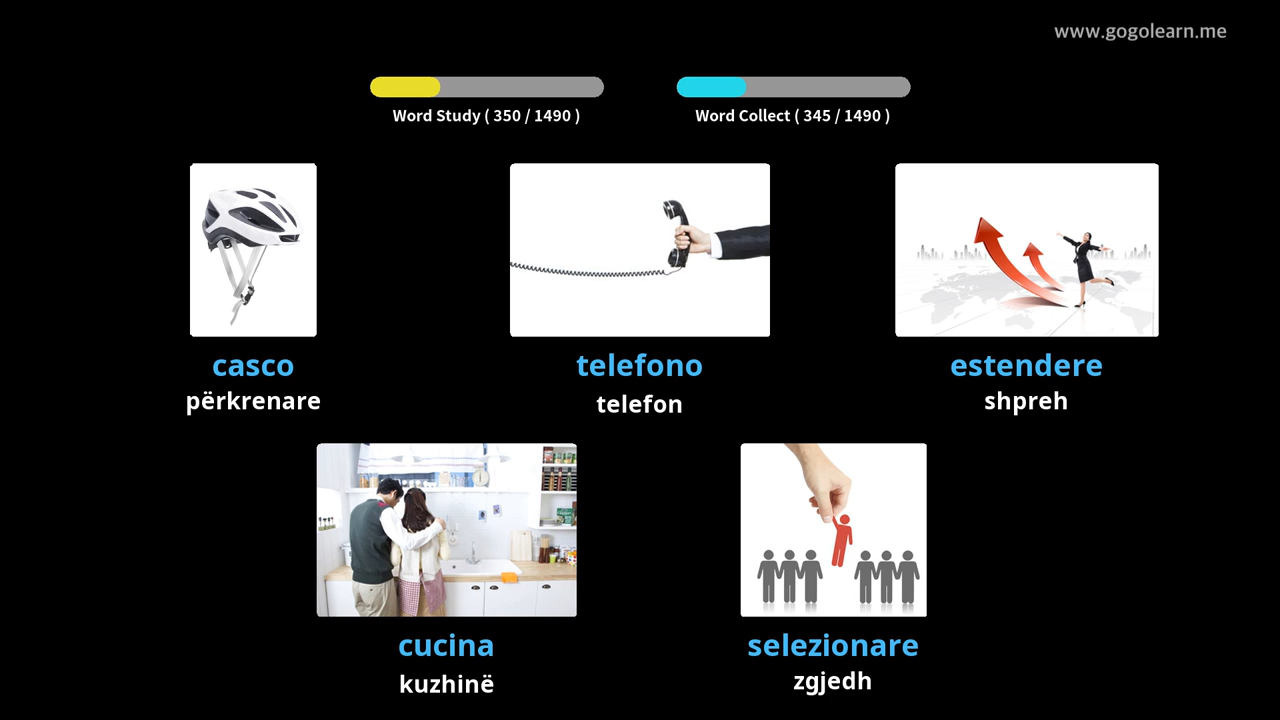 www.gogolearn.me
Word Study ( 350 / 1490 )
Word Collect ( 345 / 1490 )
casco
përkrenare
telefono
telefon
estendere
shpreh
cucina
kuzhinë
selezionare
zgjedh